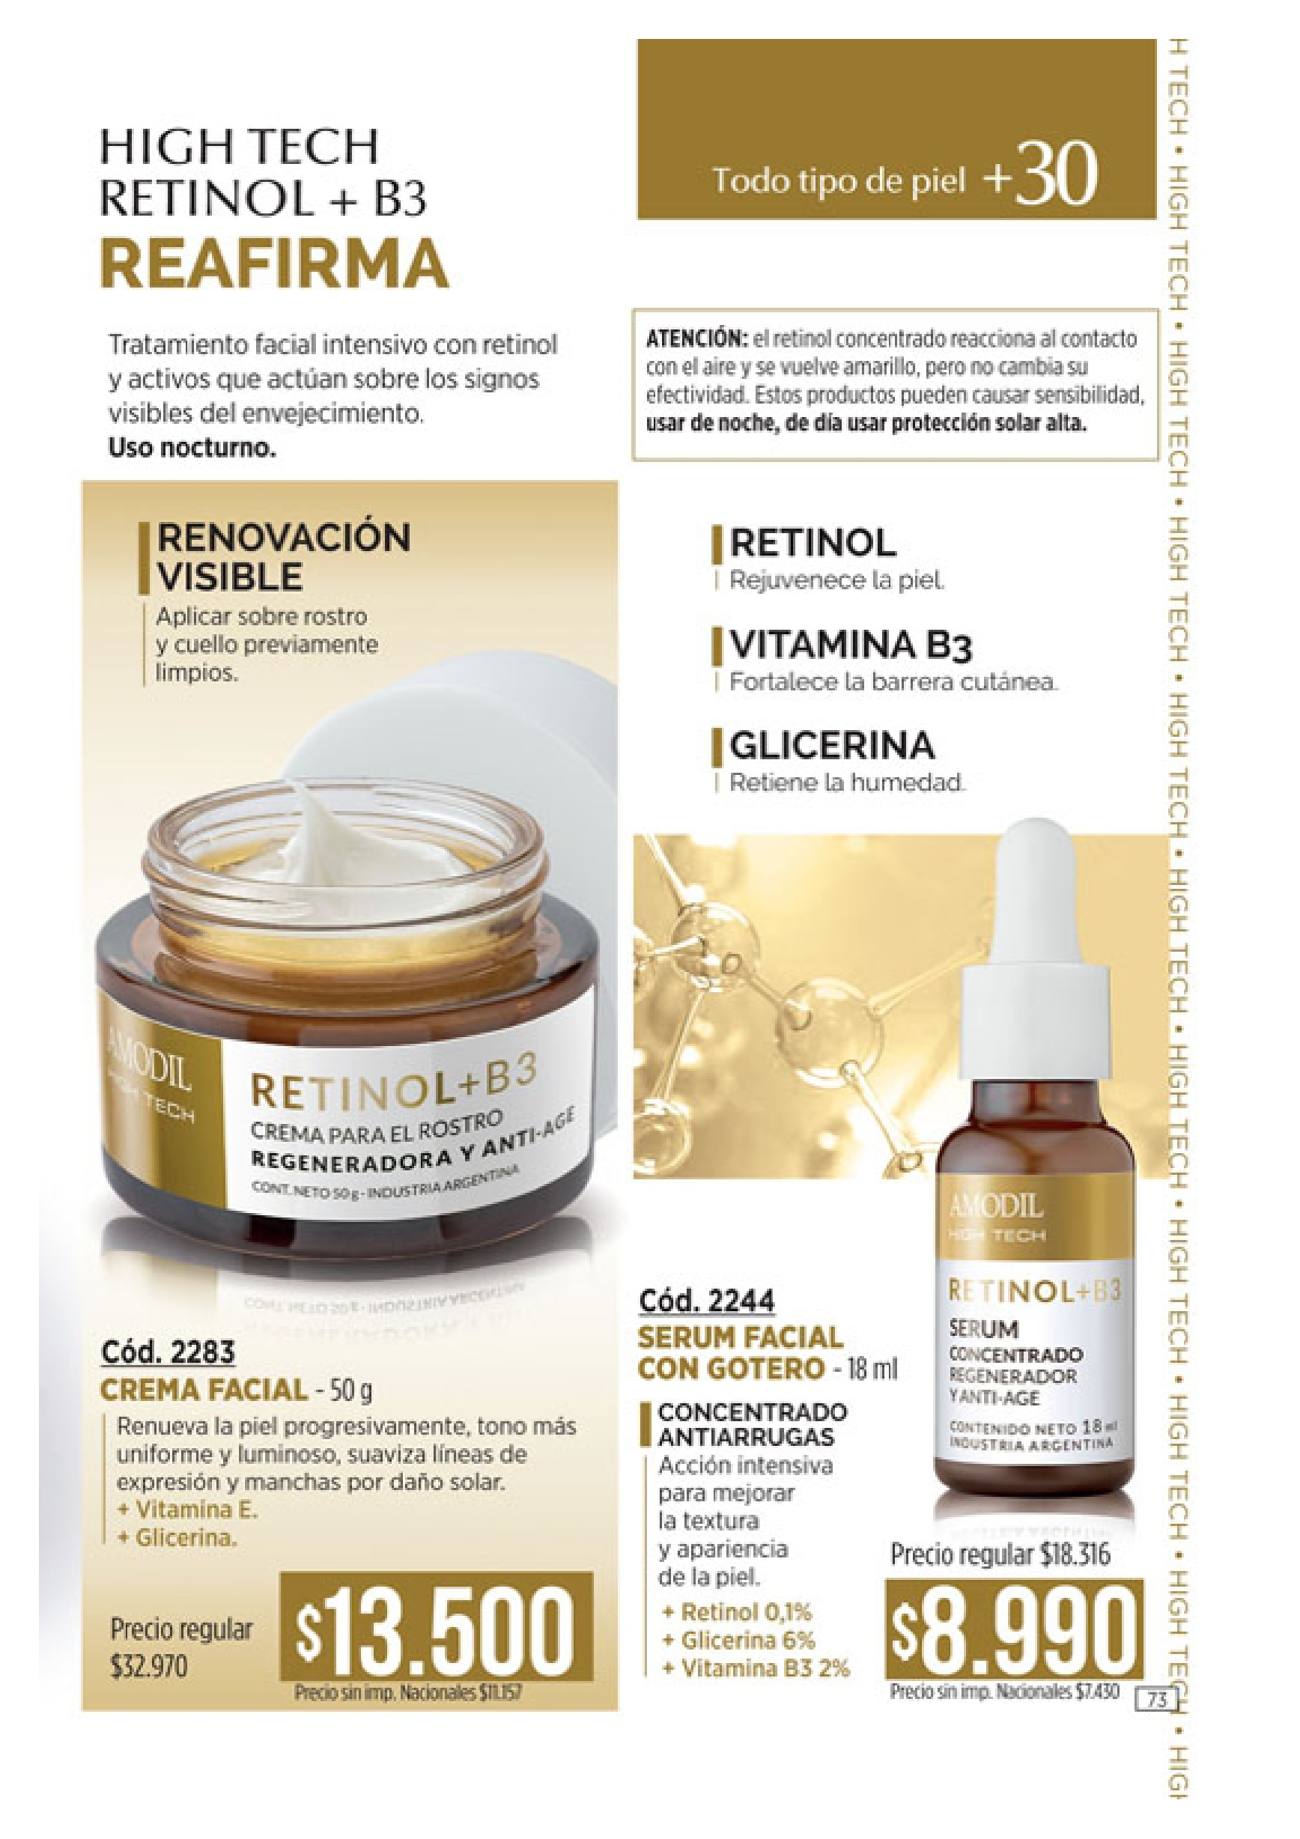 HIGH TECH
RETINOL + B3
REAFIRMA
Tratamiento facial intensivo con retinol
y activos que actúan sobre los signos
visibles del envejecimiento.
Uso nocturno.
Todo tipo de piel +30
ATENCIÓN: el retinol concentrado reacciona al contacto
con el aire y se vuelve amarillo, pero no cambia su
efectividad. Estos productos pueden causar sensibilidad,
usar de noche, de día usar protección solar alta.
RENOVACIÓN
VISIBLE
Aplicar sobre rostro
y cuello previamente
limpios.
RETINOL
Rejuvenece la piel.
VITAMINA B3
Fortalece la barrera cutánea.
GLICERINA
Retiene la humedad.
AMODIL
HIGH TECH
RETINOL+B3
CREMA PARA EL ROSTRO
REGENERADORA Y ANTI-AGE
CONT. NETO 50 g - INDUSTRIA ARGENTINA
Cód. 2283
CREMA FACIAL - 50 g
Renueva la piel progresivamente, tono más
uniforme y luminoso, suaviza líneas de
expresión y manchas por daño solar.
+ Vitamina E.
+ Glicerina.
Precio regular
$32.970
$13.500
Precio sin imp. Nacionales $11.157
AMODIL
HIGH TECH
RETINOL+B3
SERUM
CONCENTRADO
REGENERADOR
Y ANTI-AGE
CONTENIDO NETO 18 ml
INDUSTRIA ARGENTINA
Cód. 2244
SERUM FACIAL
CON GOTERO - 18 ml
CONCENTRADO
ANTIARRUGAS
Acción intensiva
para mejorar
la textura
y apariencia
de la piel.
+ Retinol 0,1%
+ Glicerina 6%
+ Vitamina B3 2%
Precio regular $18.316
$8.990
Precio sin imp. Nacionales $7.430
73
H TECH • HIGH TECH • HIGH TECH • HIGH TECH • HIGH TECH • HIGH TECH • HIGH TECH • HIGH TECH • HIGH TECH • HIGH TECH • HIGH